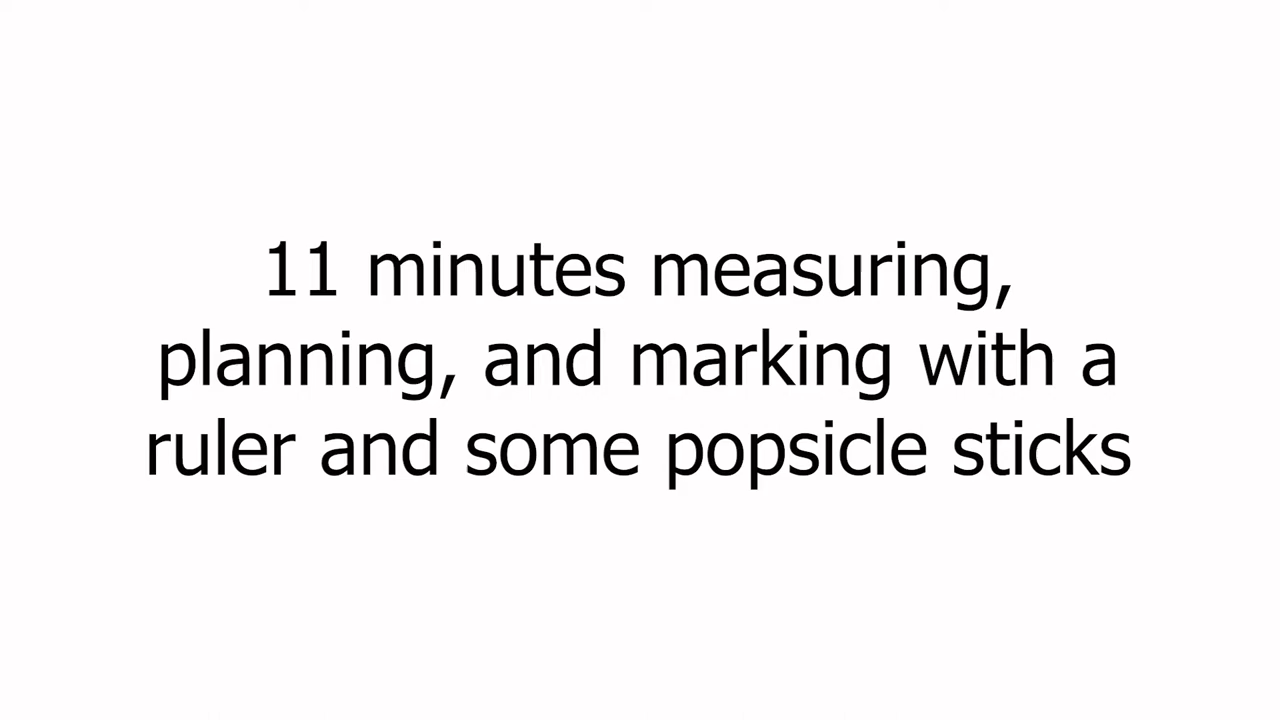 11 minutes measuring,
planning, and marking with a
ruler and some popsicle sticks